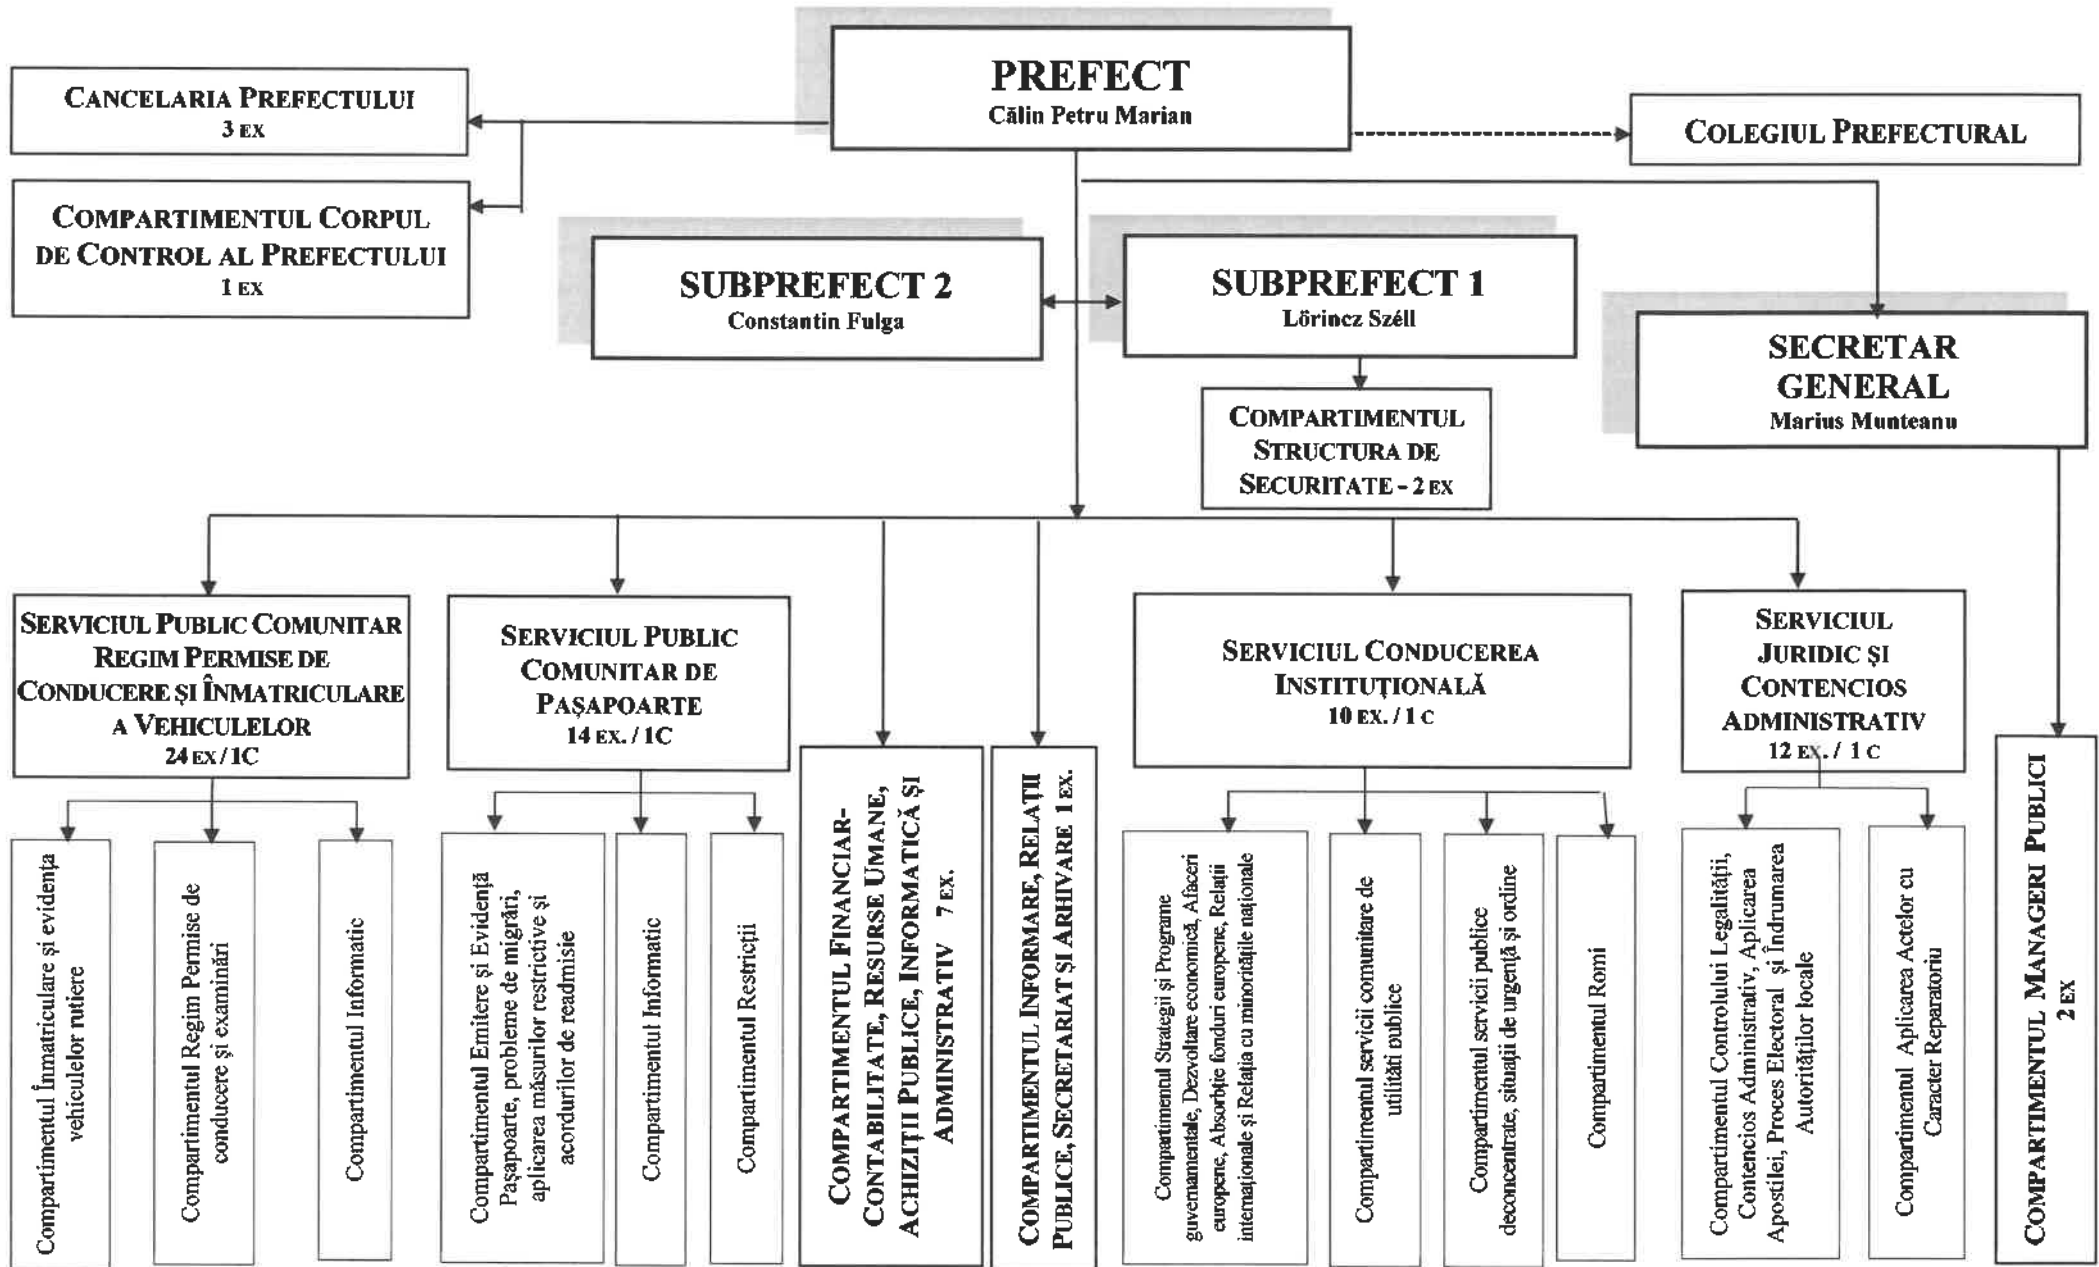 PREFECT
Călin Petru Marian
CANCELARIA PREFECTULUI
3 EX
COLEGIUL PREFECTURAL
COMPARTIMENTUL CORPUL
DE CONTROL AL PREFECTULUI
1 EX
SUBPREFECT 2
Constantin Fulga
SUBPREFECT 1
Lörincz Széll
SECRETAR
GENERAL
Marius Munteanu
COMPARTIMENTUL
STRUCTURA DE
SECURITATE - 2 EX
SERVICIUL PUBLIC COMUNITAR
REGIM PERMISE DE
CONDUCERE ȘI ÎNMATRICULARE
A VEHICULELOR
24 EX / 1C
SERVICIUL PUBLIC
COMUNITAR DE
PAȘAPOARTE
14 EX. / 1C
SERVICIUL CONDUCEREA
INSTITUȚIONALĂ
10 EX. / 1 C
SERVICIUL
JURIDIC ȘI
CONTENCIOS
ADMINISTRATIV
12 EX. / 1 C
Compartimentul Înmatriculare și evidența
vehiculelor rutiere
Compartimentul Regim Permise de
conducere și examinări
Compartimentul Informatic
Compartimentul Emitere și Evidență
Pașapoarte, probleme de migrări,
aplicarea măsurilor restrictive și
acordurilor de readmisie
Compartimentul Informatic
Compartimentul Restricții
COMPARTIMENTUL FINANCIAR-
CONTABILITATE, RESURSE UMANE,
ACHIZIȚII PUBLICE, INFORMATICĂ ȘI
ADMINISTRATIV 7 EX.
COMPARTIMENTUL INFORMARE, RELAȚII
PUBLICE, SECRETARIAT ȘI ARHIVARE 1 EX.
Compartimentul Strategii și Programe
guvernamentale, Dezvoltare economică, Afaceri
europene, Absorbție fonduri europene, Relații
internaționale și Relația cu minoritățile naționale
Compartimentul servicii comunitare de
utilități publice
Compartimentul servicii publice
deconcentrate, situații de urgență și ordine
Compartimentul Romi
Compartimentul Controlului Legalității,
Contencios Administrativ, Aplicarea
Apostilei, Proces Electoral și Îndrumarea
Autorităților locale
Compartimentul Aplicarea Actelor cu
Caracter Reparatoriu
COMPARTIMENTUL MANAGERI PUBLICI
2 EX